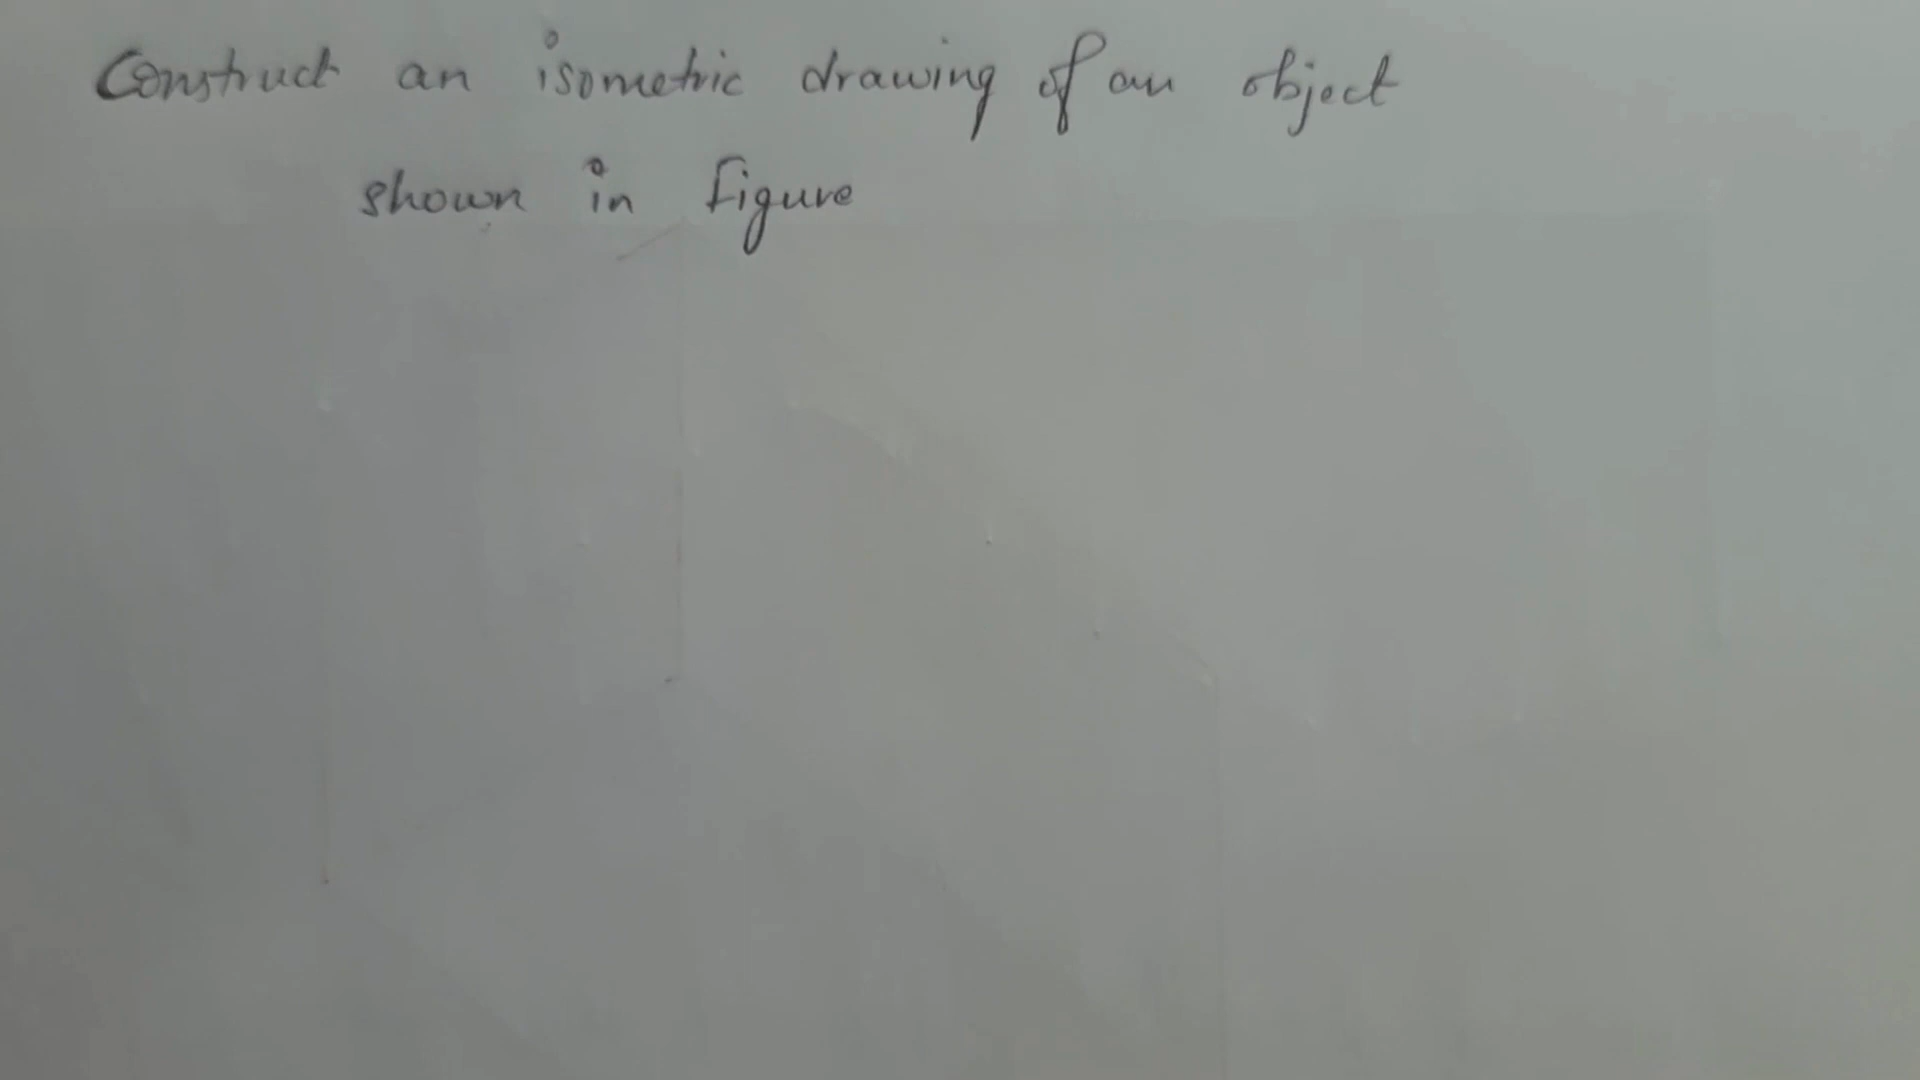 Construct an isometric drawing of an object
shown in figure